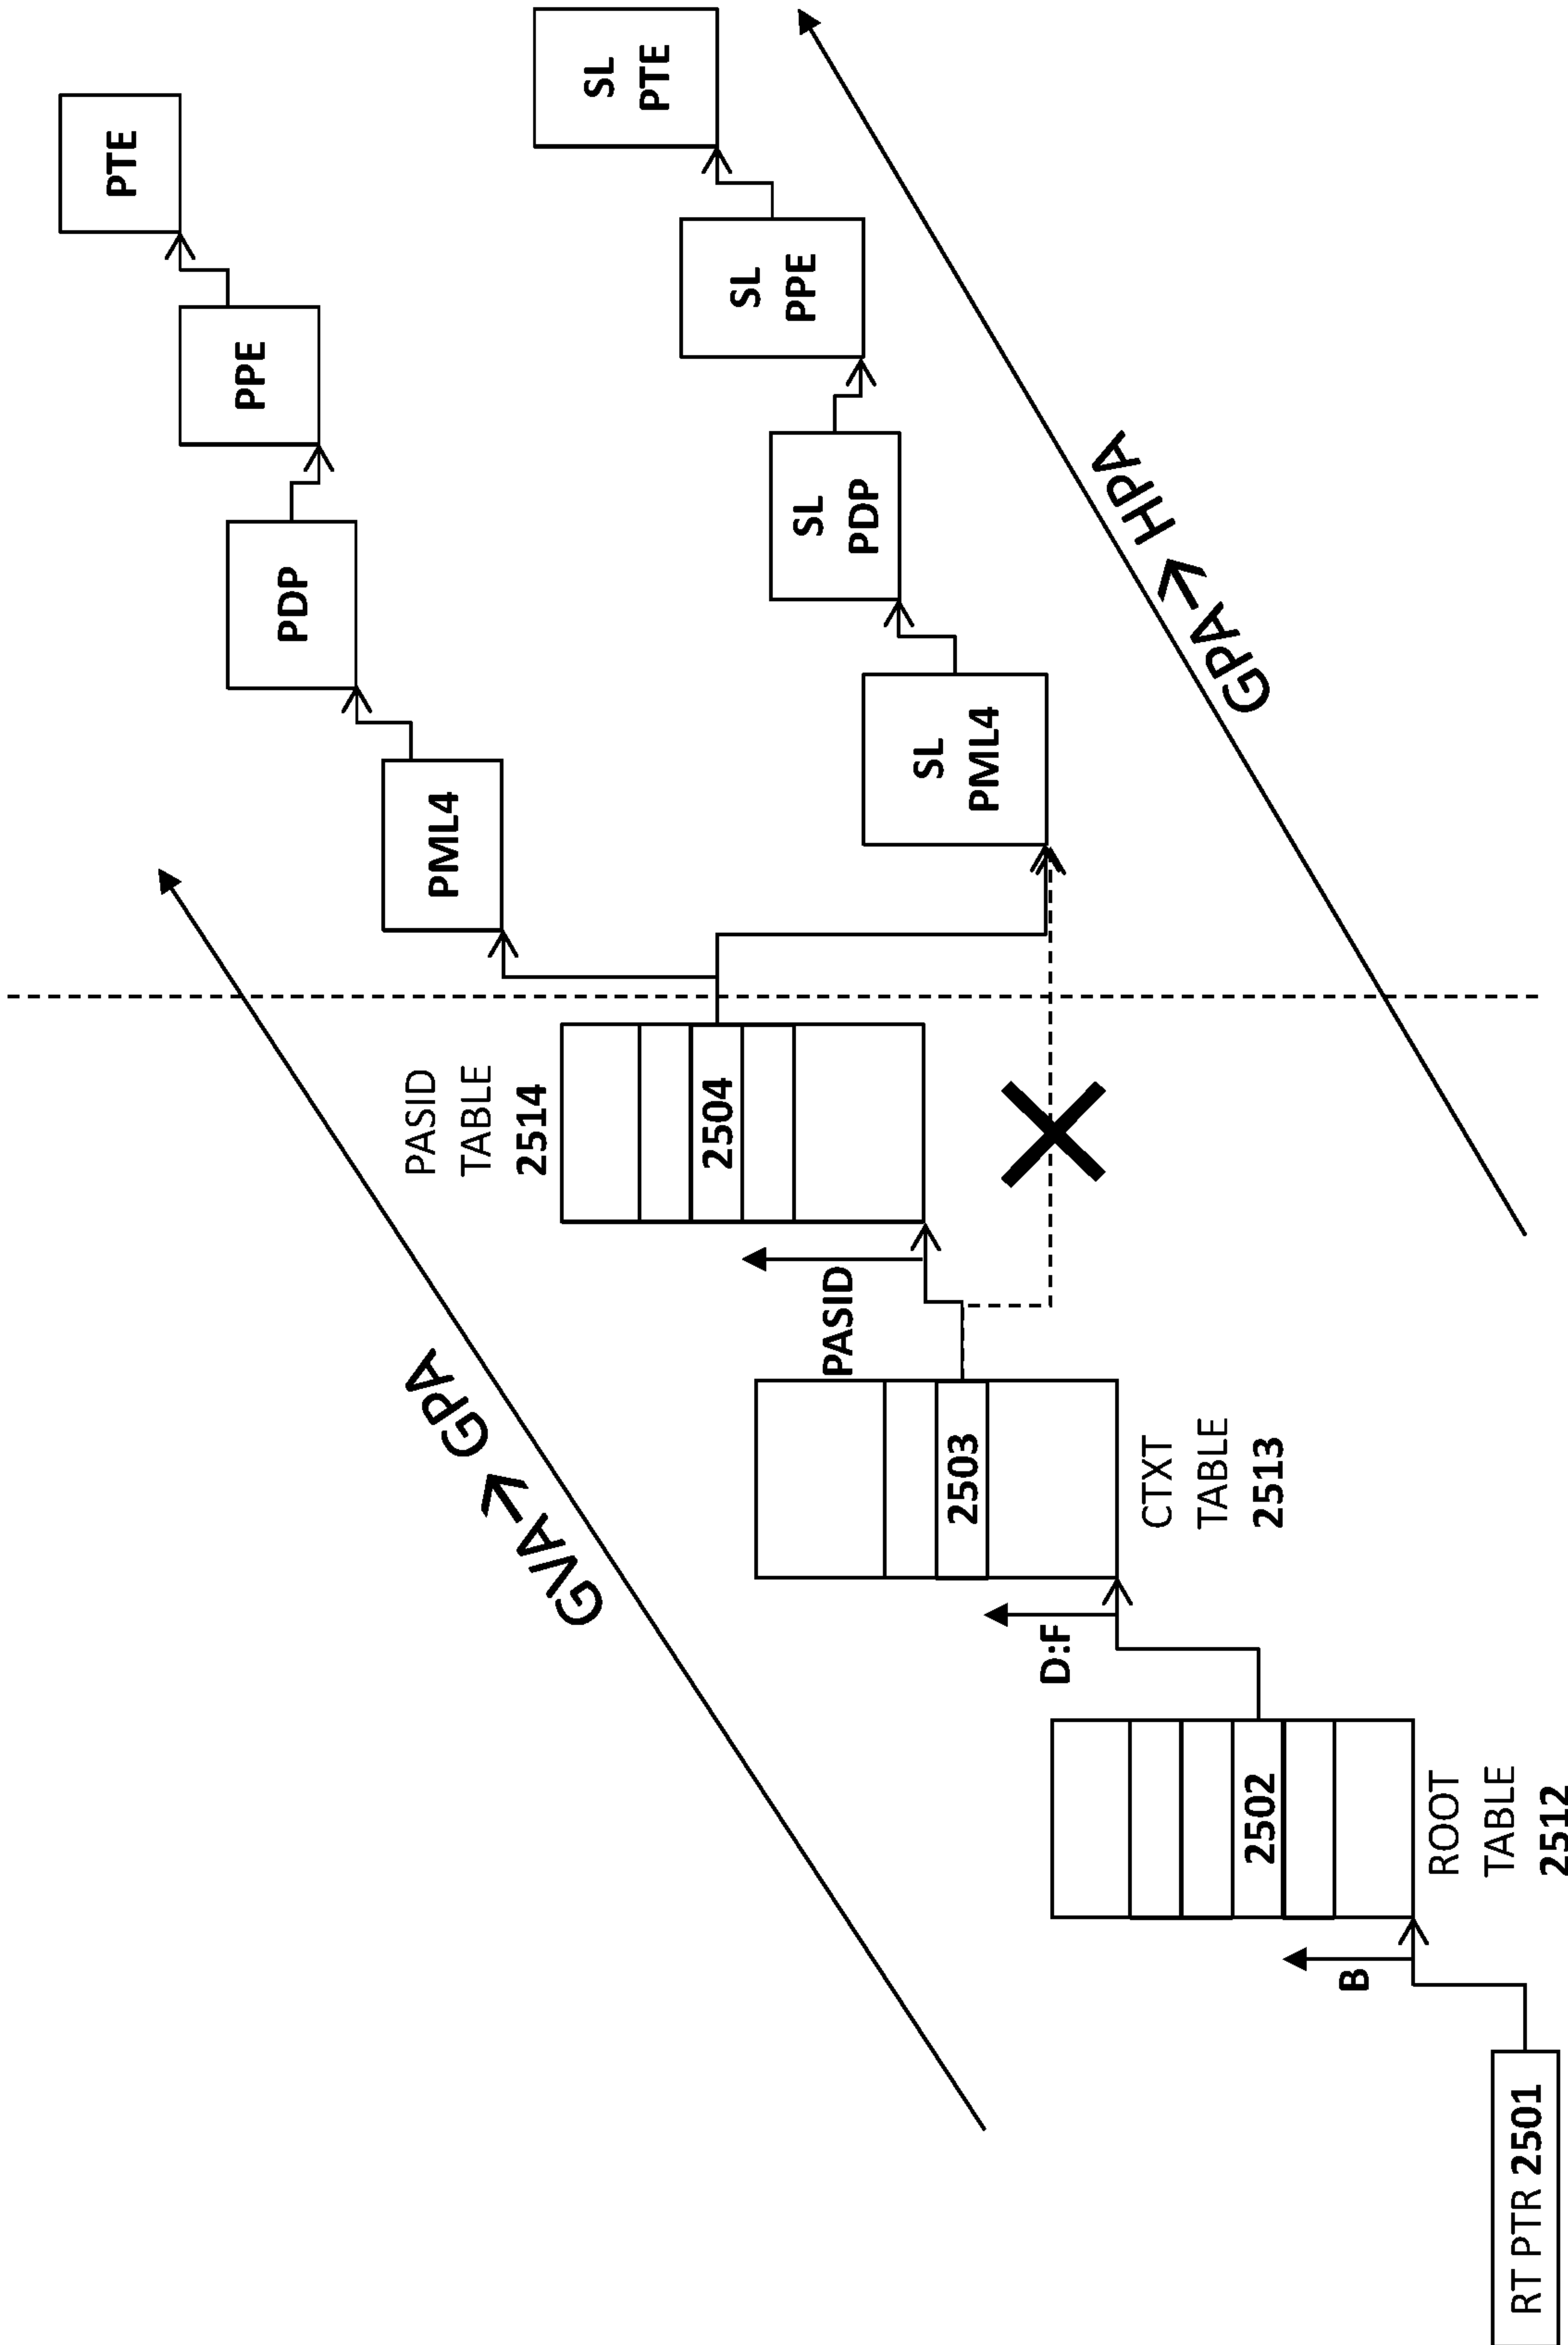 PTE
PPE
PDP
PML4
SL
PTE
SL
PPE
SL
PDP
SL
PML4
GVA→GPA
GPA→HPA
PASID
TABLE
2514
2504
PASID
2503
CTXT
TABLE
2513
D:F
2502
ROOT
TABLE
2512
B
RT PTR 2501